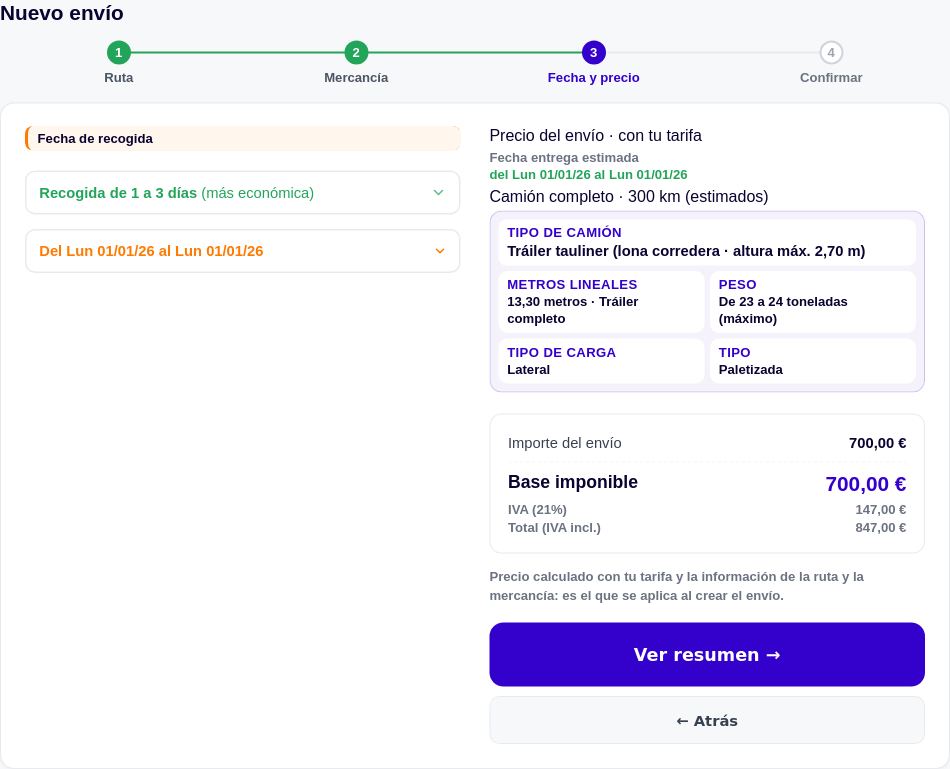 Nuevo envío
1
2
3
4
Ruta
Mercancía
Fecha y precio
Confirmar
Fecha de recogida
Recogida de 1 a 3 días (más económica)
Del Lun 01/01/26 al Lun 01/01/26
Precio del envío · con tu tarifa
Fecha entrega estimada
del Lun 01/01/26 al Lun 01/01/26
Camión completo · 300 km (estimados)
TIPO DE CAMIÓN
Tráiler tauliner (lona corredera · altura máx. 2,70 m)
METROS LINEALES
13,30 metros · Tráiler
completo
PESO
De 23 a 24 toneladas
(máximo)
TIPO DE CARGA
Lateral
TIPO
Paletizada
Importe del envío 700,00 €
Base imponible 700,00 €
IVA (21%) 147,00 €
Total (IVA incl.) 847,00 €
Precio calculado con tu tarifa y la información de la ruta y la
mercancía: es el que se aplica al crear el envío.
Ver resumen →
← Atrás